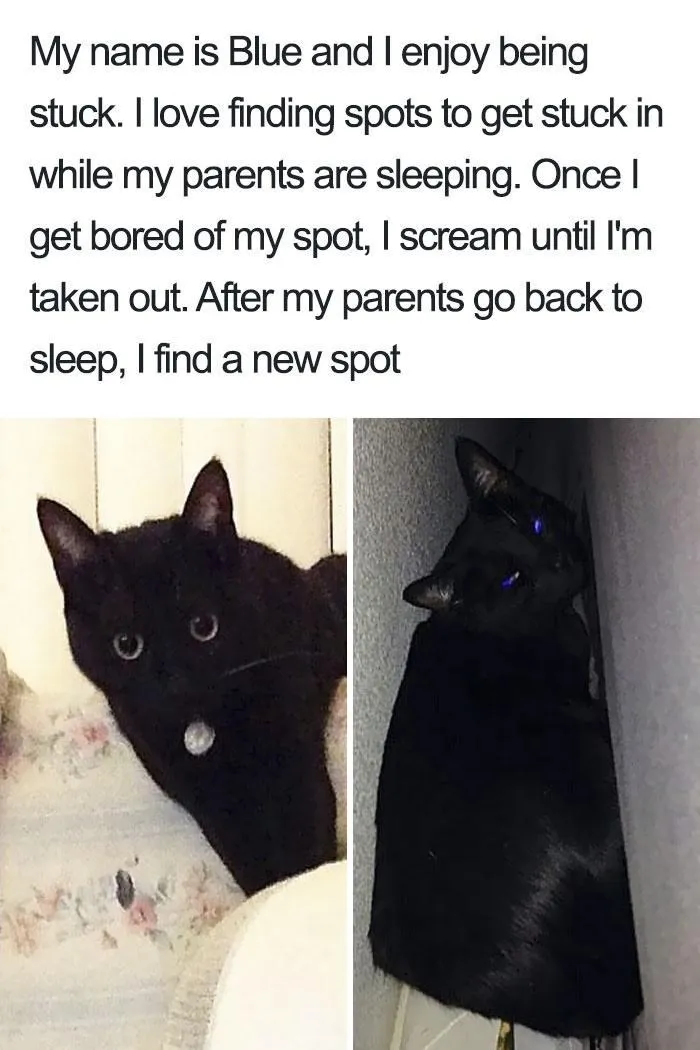 My name is Blue and I enjoy being
stuck. I love finding spots to get stuck in
while my parents are sleeping. Once I
get bored of my spot, I scream until I'm
taken out. After my parents go back to
sleep, I find a new spot